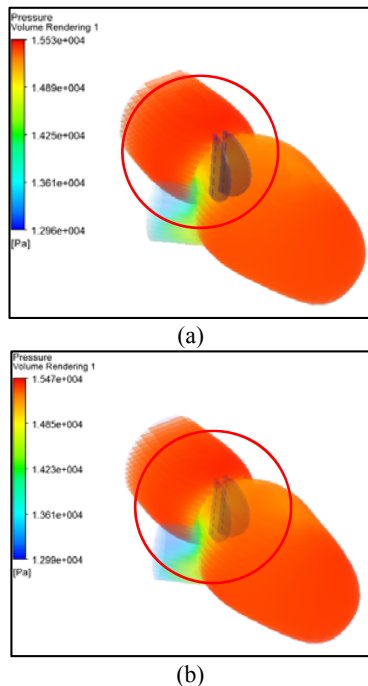 Pressure
Volume Rendering 1
1.553e+004
1.489e+004
1.425e+004
1.361e+004
1.296e+004
[Pa]
(a)
Pressure
Volume Rendering 1
1.547e+004
1.485e+004
1.423e+004
1.361e+004
1.299e+004
[Pa]
(b)